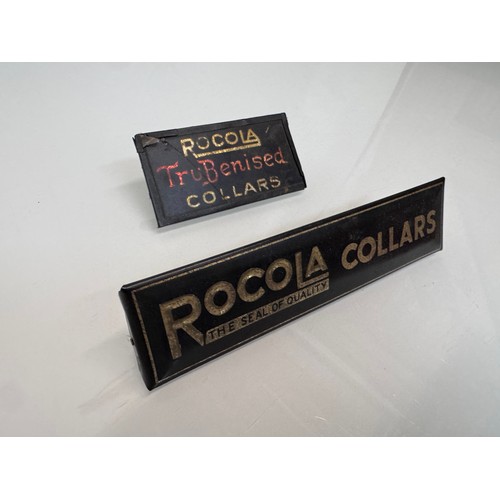 ROCOLA
TruBenised
COLLARS
ROCOLA COLLARS
THE SEAL OF QUALITY